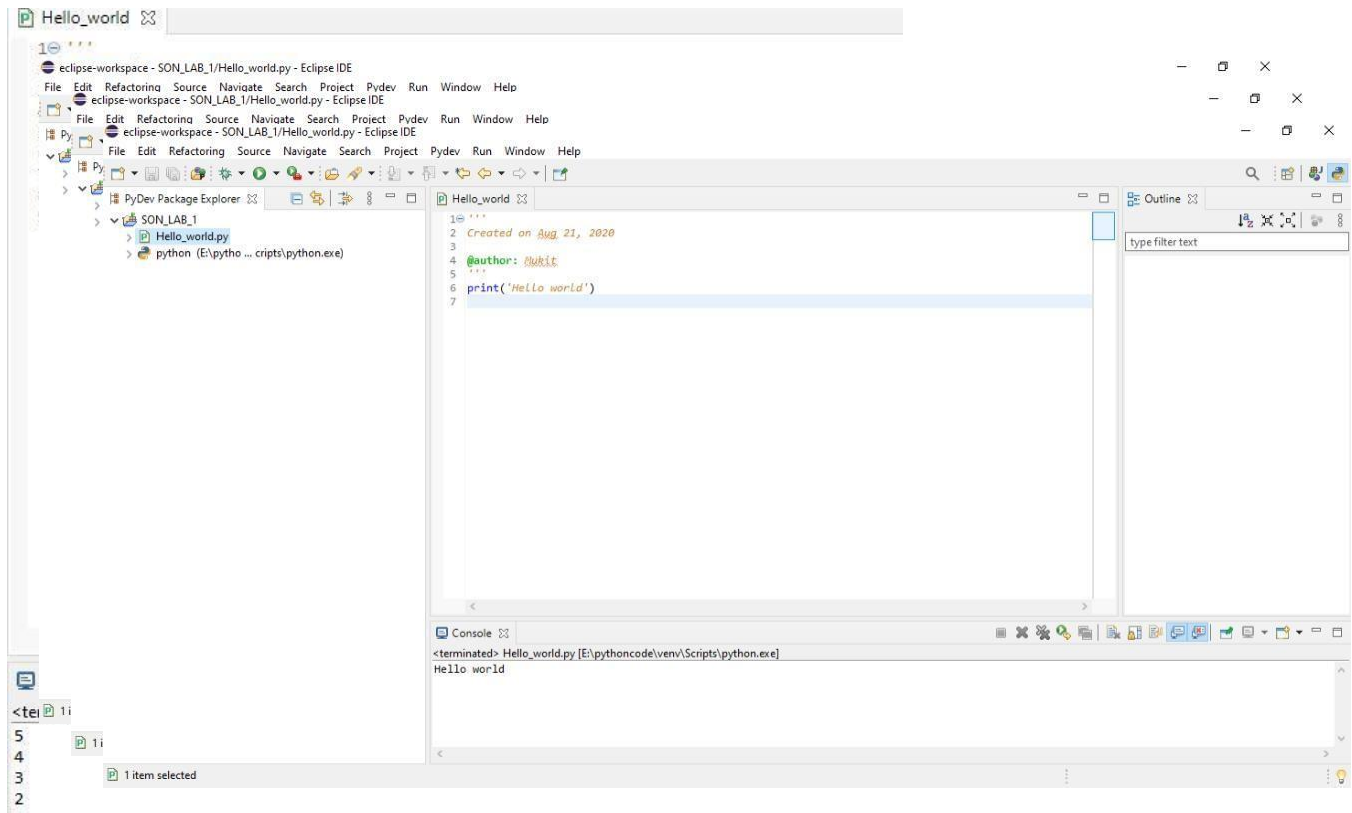 Hello_world
1 '''
eclipse-workspace - SON_LAB_1/Hello_world.py - Eclipse IDE
File Edit Refactoring Source Navigate Search Project Pydev Run Window Help
eclipse-workspace - SON_LAB_1/Hello_world.py - Eclipse IDE
File Edit Refactoring Source Navigate Search Project Pydev Run Window Help
Py
eclipse-workspace - SON_LAB_1/Hello_world.py - Eclipse IDE
File Edit Refactoring Source Navigate Search Project Pydev Run Window Help
Py
PyDev Package Explorer
SON_LAB_1
Hello_world.py
python (E:\pytho ... cripts\python.exe)
Hello_world
1 '''
2 Created on Aug 21, 2020
3
4 @author: Mukit
5 '''
6 print('Hello world')
7
Outline
type filter text
Console
<terminated> Hello_world.py [E:\pythoncode\venv\Scripts\python.exe]
Hello world
<ter
1 i
5
1 i
4
3
1 item selected
2